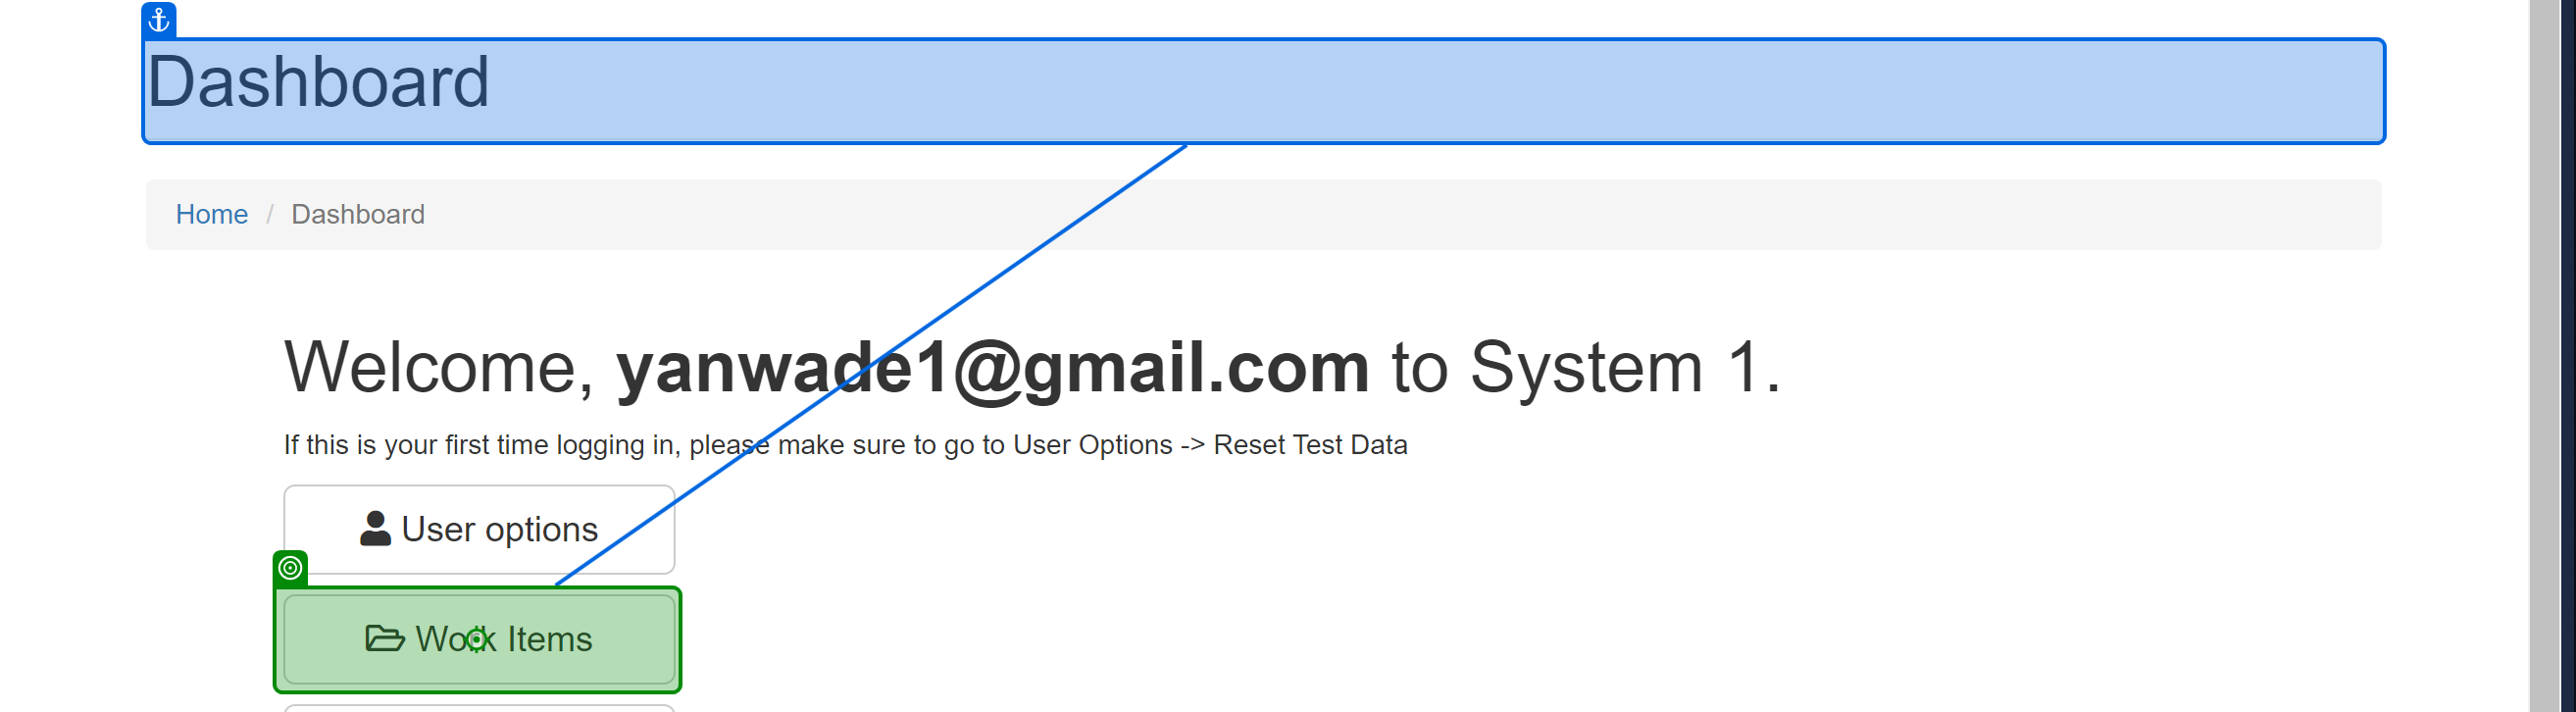 Dashboard
Home / Dashboard
Welcome, yanwade1@gmail.com to System 1.
If this is your first time logging in, please make sure to go to User Options -> Reset Test Data
User options
Work Items